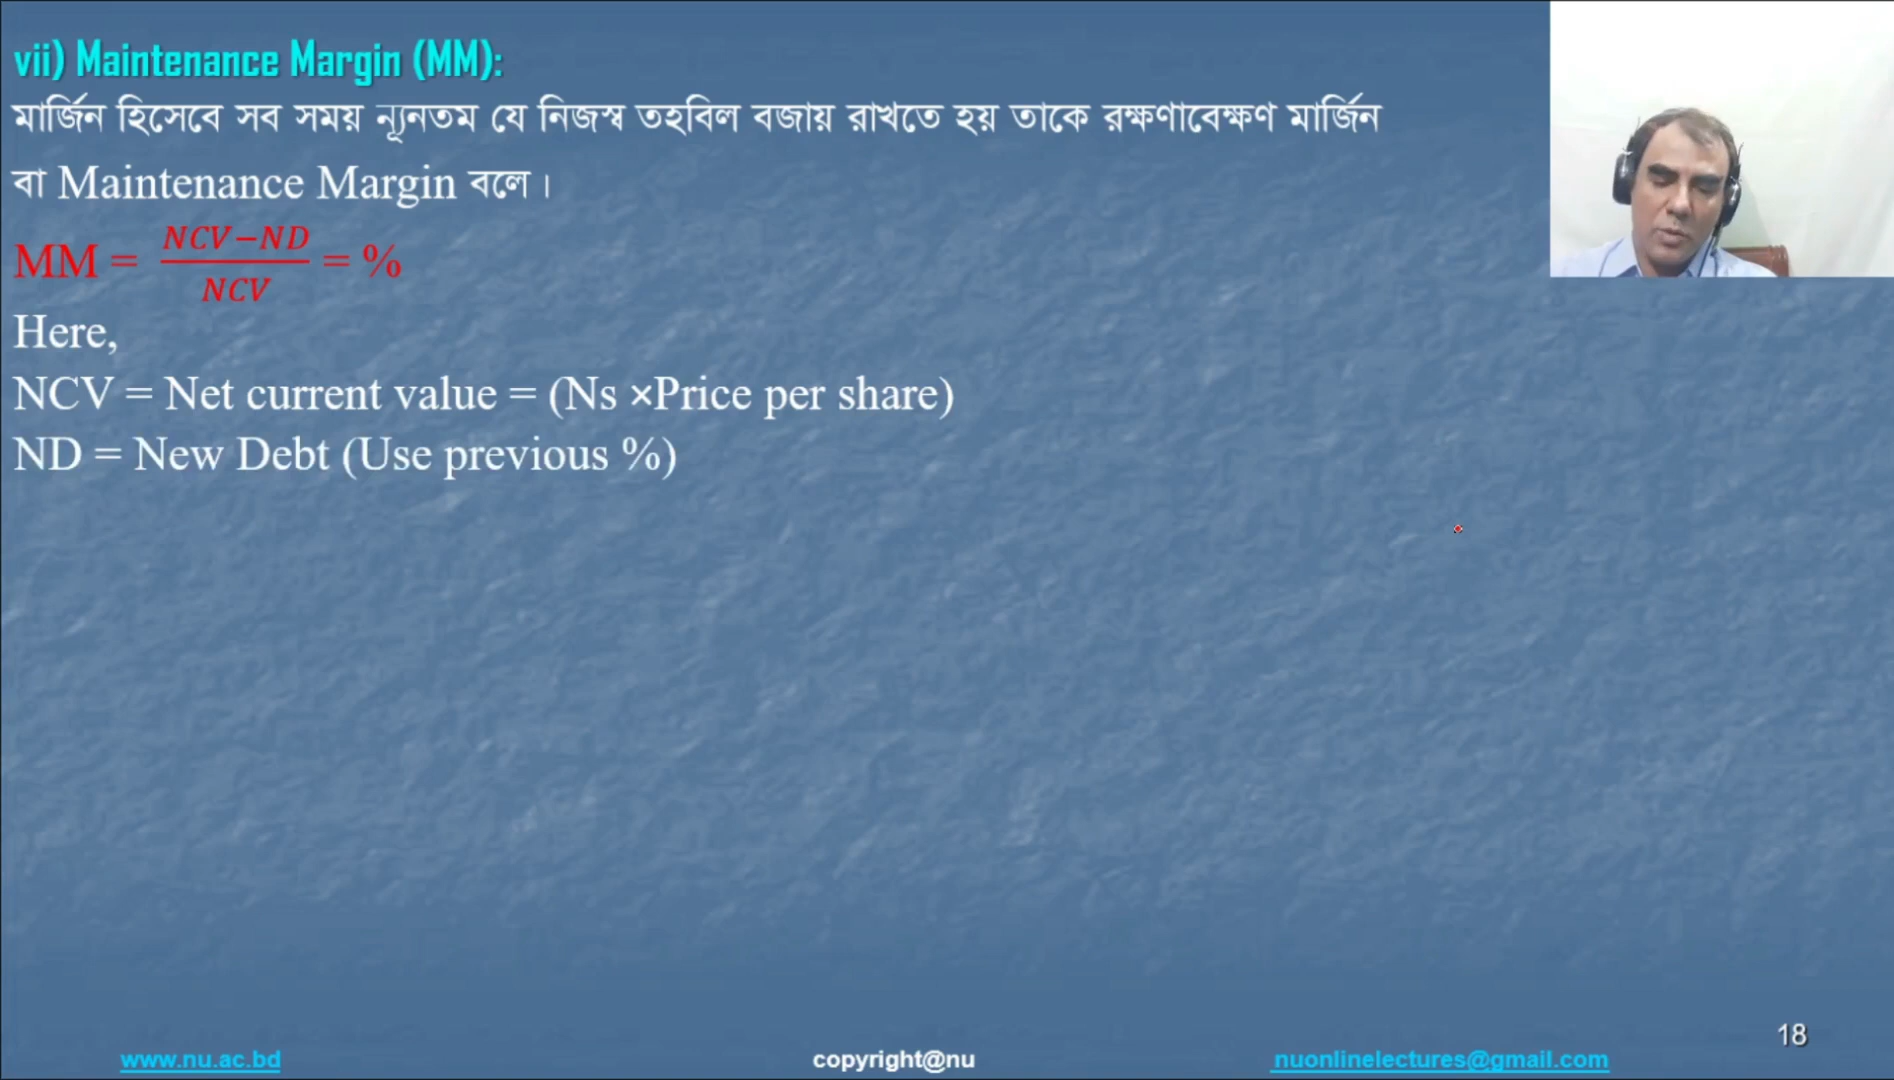 vii) Maintenance Margin (MM):
মার্জিন হিসেবে সব সময় ন্যূনতম যে নিজস্ব তহবিল বজায় রাখতে হয় তাকে রক্ষণাবেক্ষণ মার্জিন
বা Maintenance Margin বলে।
MM = \frac{NCV-ND}{NCV} = %
Here,
NCV = Net current value = (Ns ×Price per share)
ND = New Debt (Use previous %)
18
www.nu.ac.bd copyright@nu nuonlinelectures@gmail.com